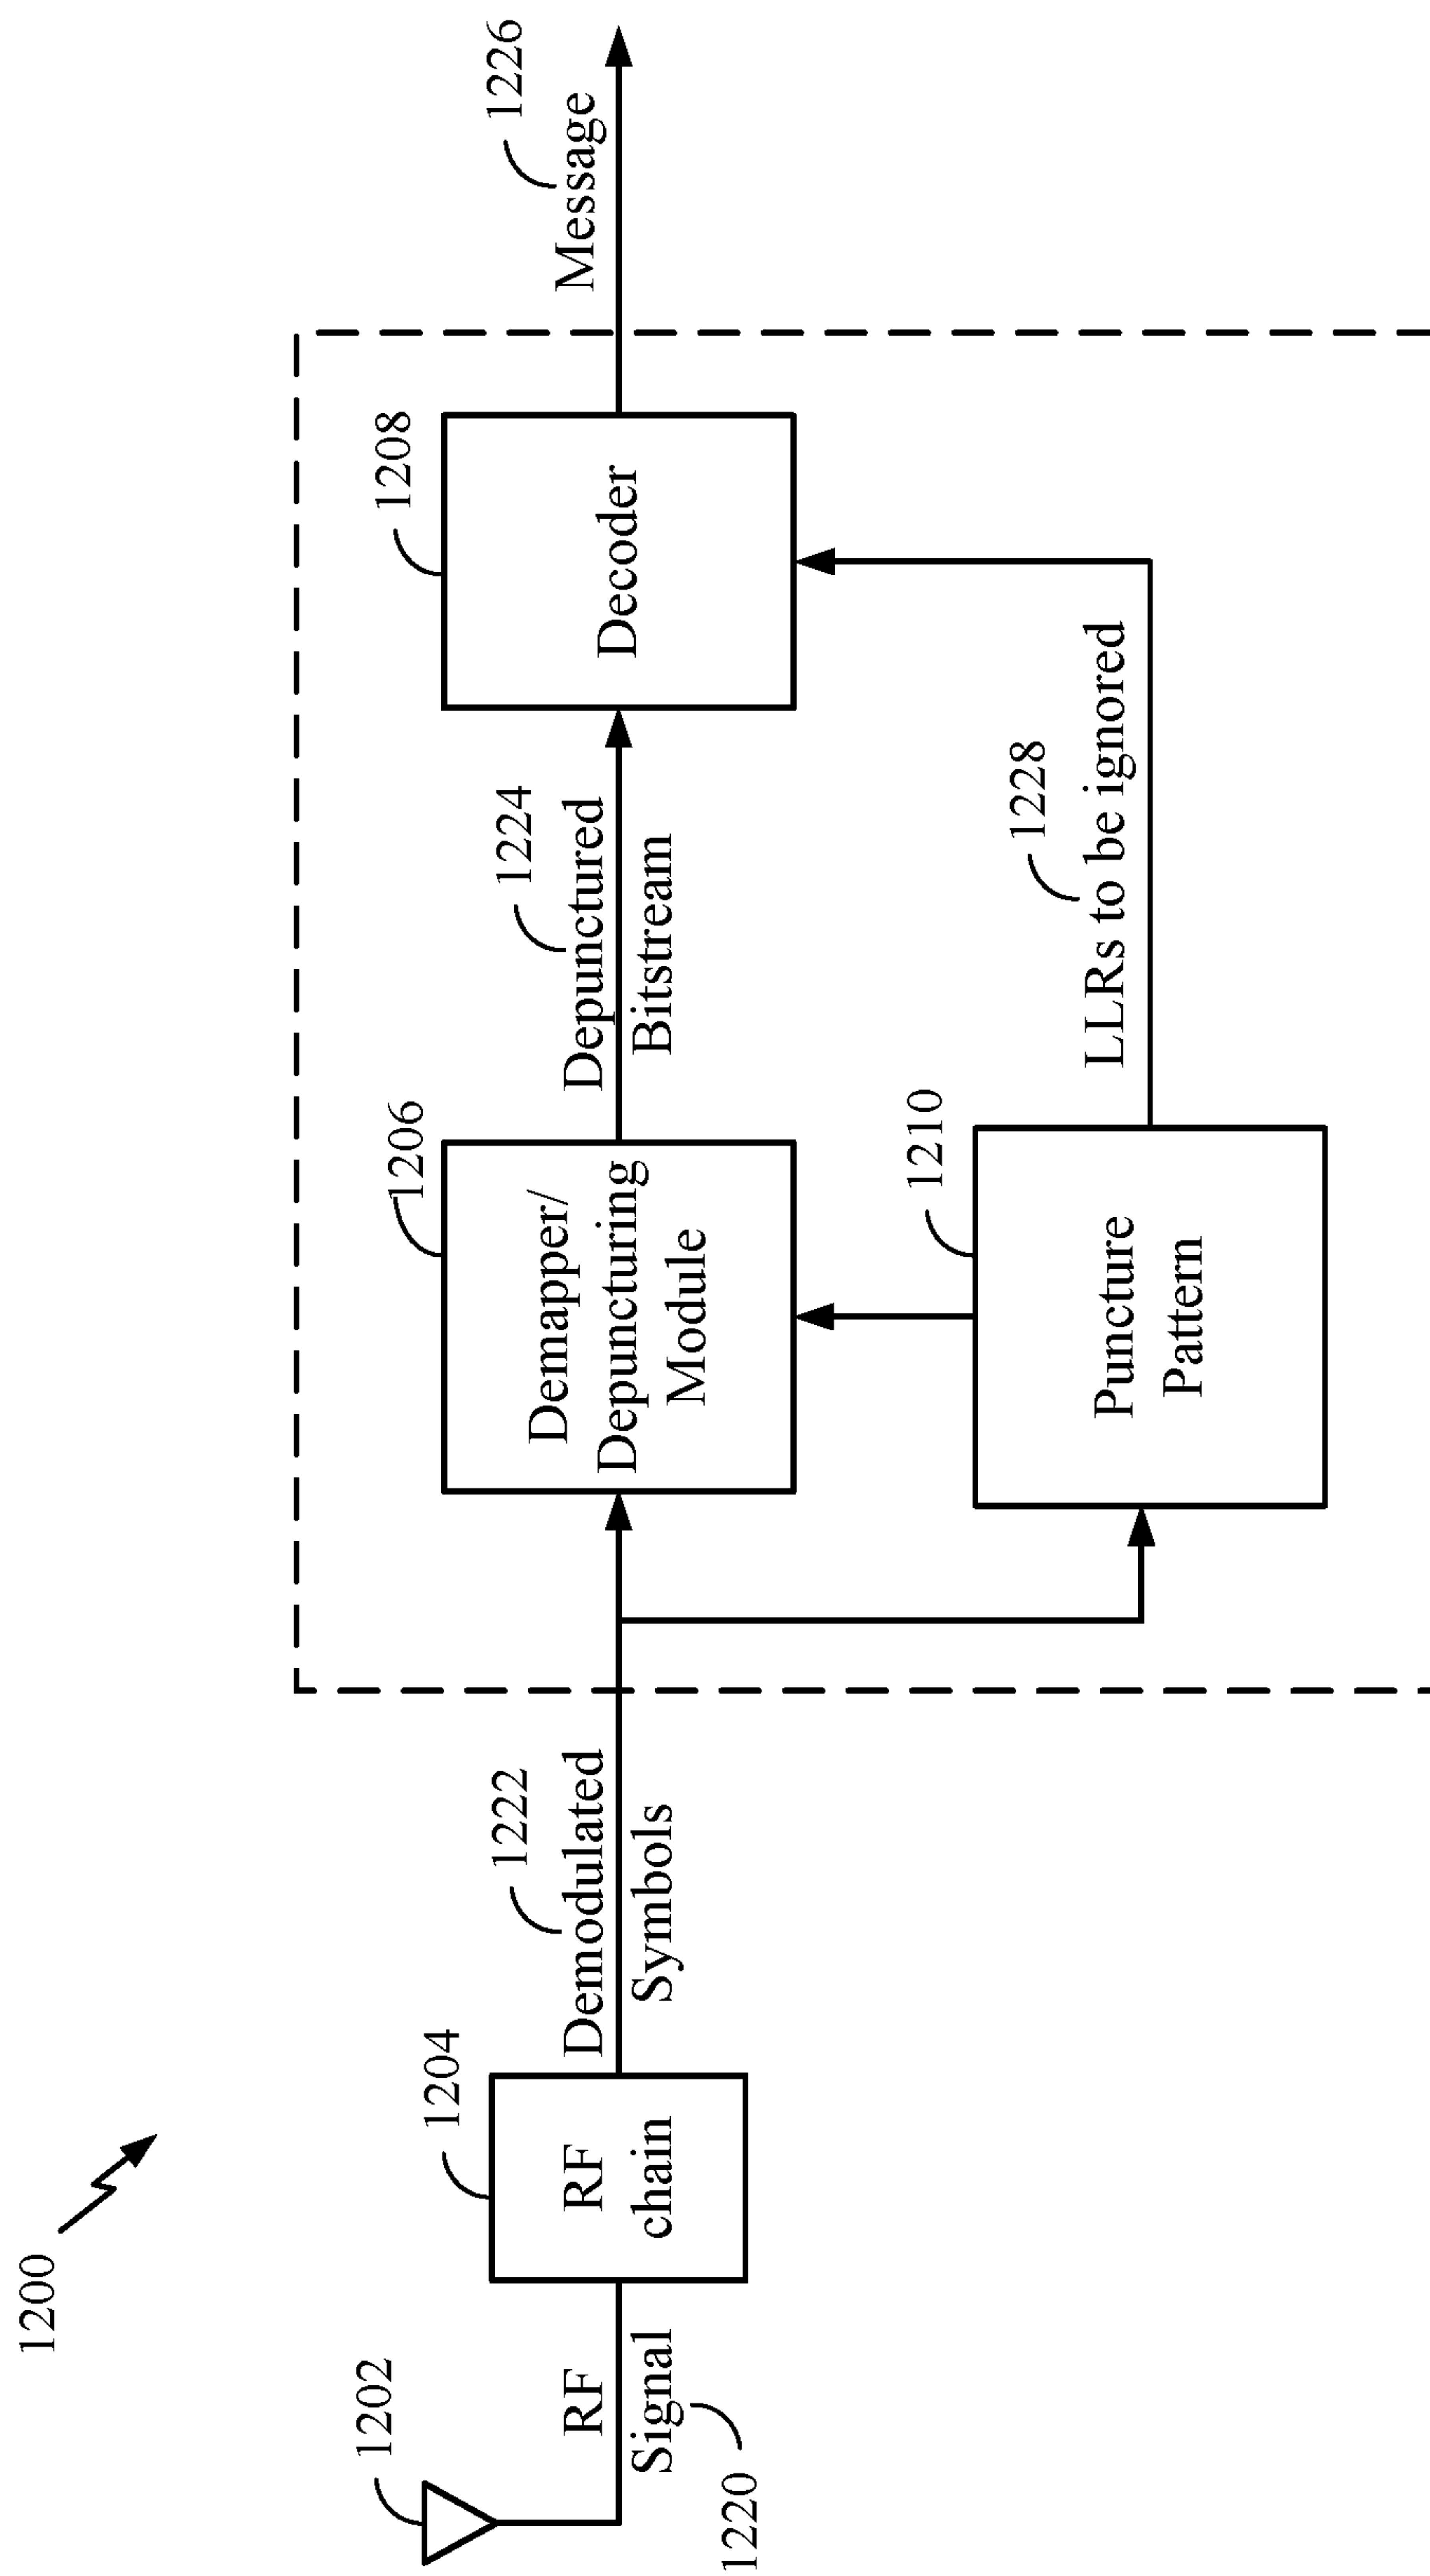 1200
1202
RF
Signal
1220
1204
RF
chain
1222
Demodulated
Symbols
1206
Demapper/
Depuncturing
Module
1224
Depunctured
Bitstream
1208
Decoder
1226
Message
1210
Puncture
Pattern
1228
LLRs to be ignored